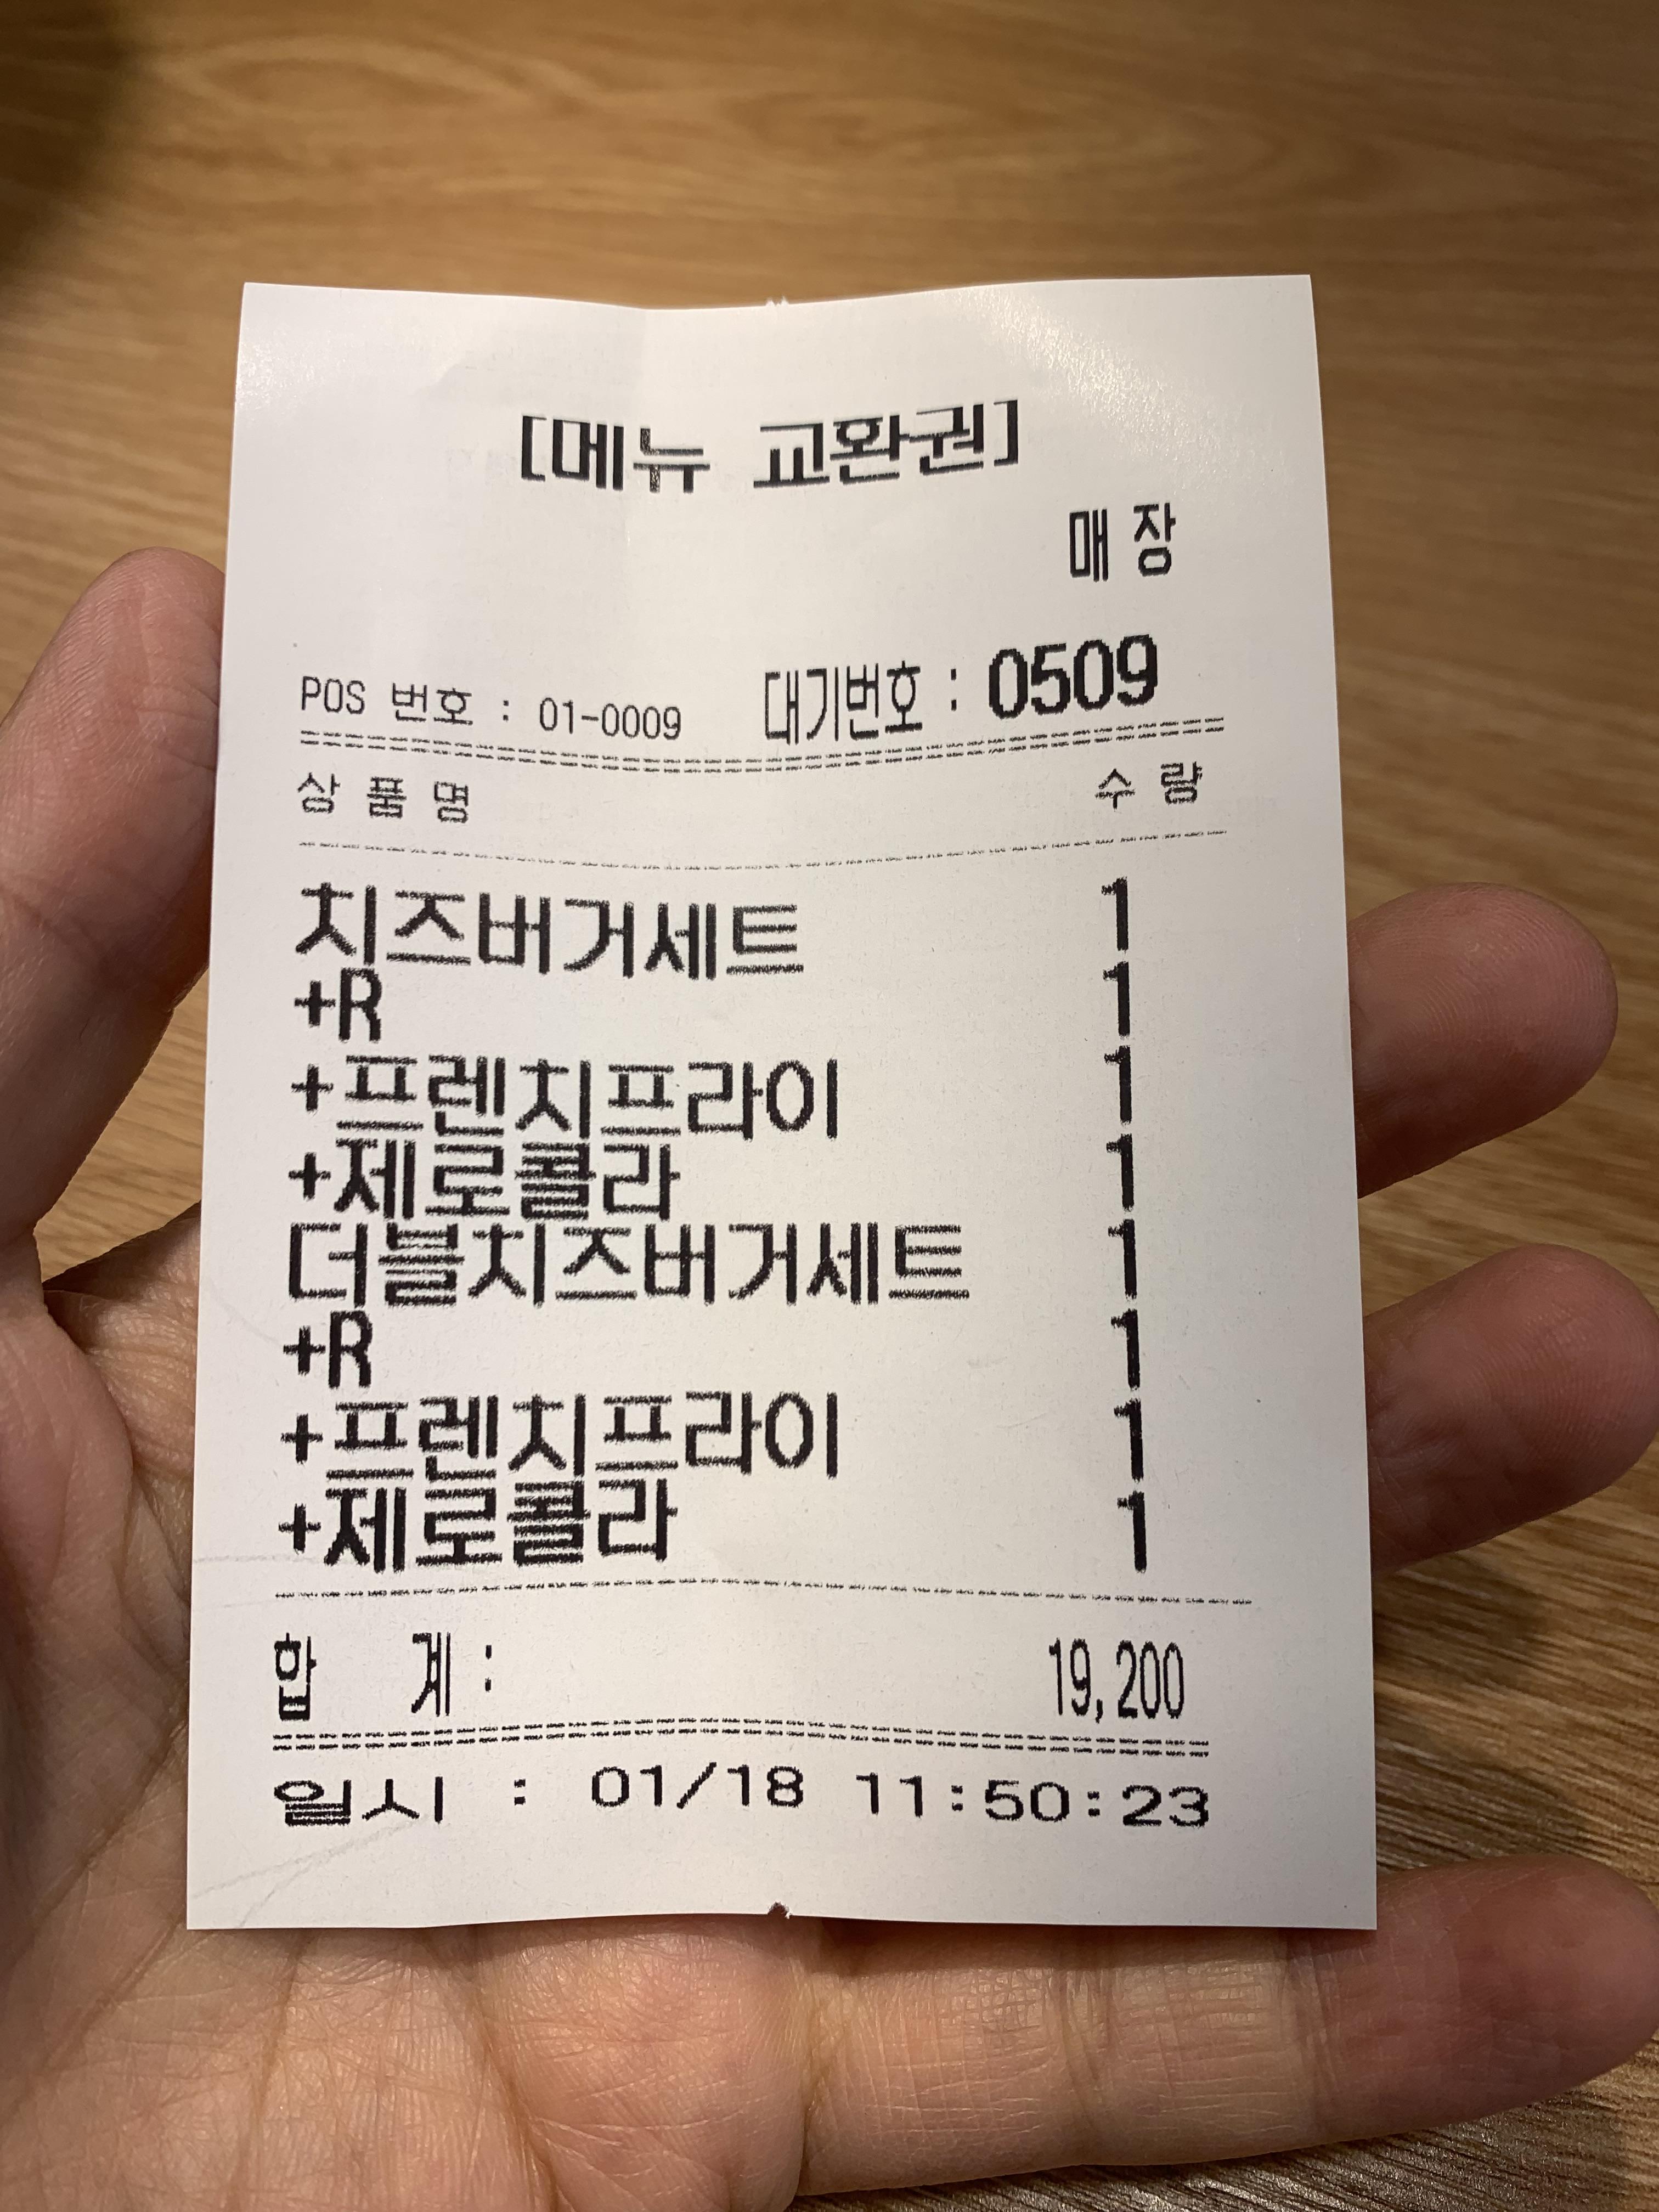 [메뉴 교환권]
매 장
POS 번호 : 01-0009 대기번호 : 0509
상 품 명 수 량
치즈버거세트 1
+R 1
+프렌치프라이 1
+제로콜라 1
더블치즈버거세트 1
+R 1
+프렌치프라이 1
+제로콜라 1
합 계 : 19,200
일시 : 01/18 11:50:23